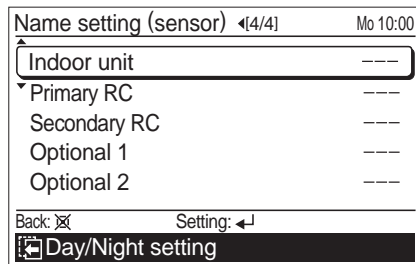 Name setting (sensor) ◂[4/4] Mo 10:00
Indoor unit –––
Primary RC –––
Secondary RC –––
Optional 1 –––
Optional 2 –––
Back: Setting:
Day/Night setting